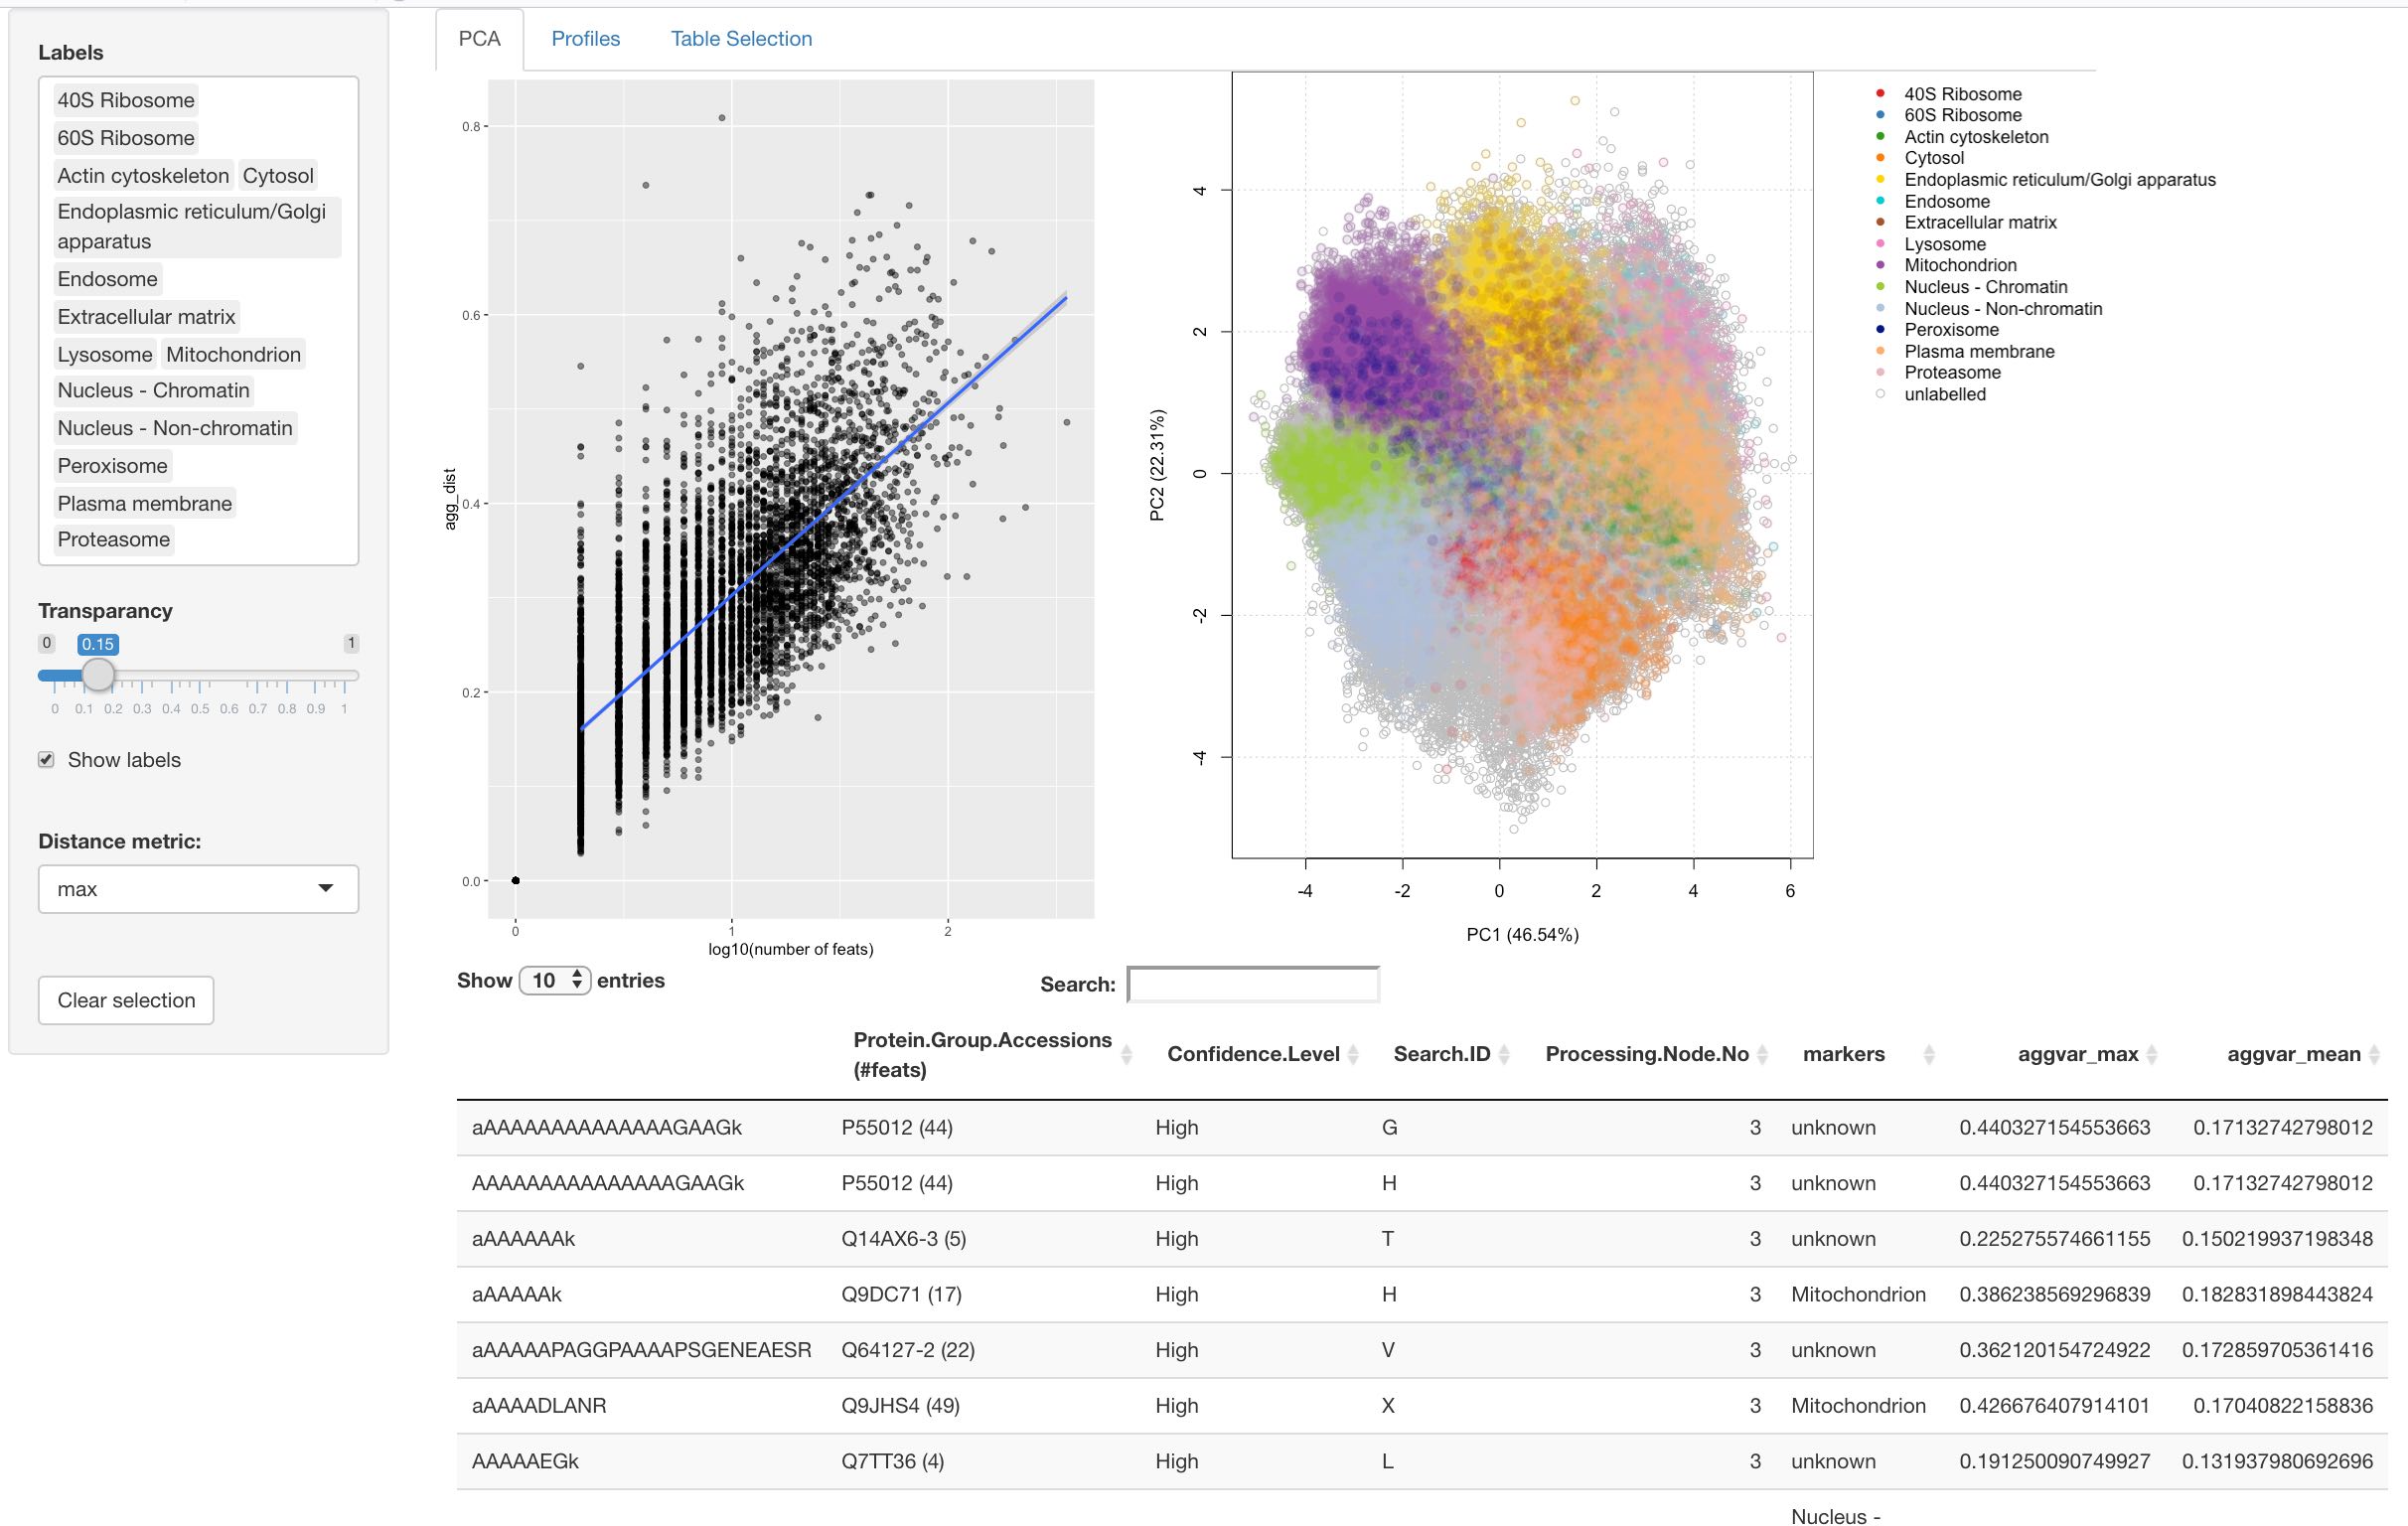 PCA Profiles Table Selection
Labels
40S Ribosome
60S Ribosome
Actin cytoskeleton Cytosol
Endoplasmic reticulum/Golgi
apparatus
Endosome
Extracellular matrix
Lysosome Mitochondrion
Nucleus - Chromatin
Nucleus - Non-chromatin
Peroxisome
Plasma membrane
Proteasome
Transparancy
0 0.15 1
0 0.1 0.2 0.3 0.4 0.5 0.6 0.7 0.8 0.9 1
Show labels
Distance metric:
max
Clear selection
agg_dist
0.8
0.6
0.4
0.2
0.0
0 1 2
log10(number of feats)
PC2 (22.31%)
4
2
0
-2
-4
-4 -2 0 2 4 6
PC1 (46.54%)
40S Ribosome
60S Ribosome
Actin cytoskeleton
Cytosol
Endoplasmic reticulum/Golgi apparatus
Endosome
Extracellular matrix
Lysosome
Mitochondrion
Nucleus - Chromatin
Nucleus - Non-chromatin
Peroxisome
Plasma membrane
Proteasome
unlabelled
Show 10 entries Search:
Protein.Group.Accessions
(#feats) Confidence.Level Search.ID Processing.Node.No markers aggvar_max aggvar_mean
aAAAAAAAAAAAAAAGAAGk P55012 (44) High G 3 unknown 0.440327154553663 0.17132742798012
AAAAAAAAAAAAAAAGAAGk P55012 (44) High H 3 unknown 0.440327154553663 0.17132742798012
aAAAAAAk Q14AX6-3 (5) High T 3 unknown 0.225275574661155 0.150219937198348
aAAAAAk Q9DC71 (17) High H 3 Mitochondrion 0.386238569296839 0.182831898443824
aAAAAAPAGGPAAAAPSGENEAESR Q64127-2 (22) High V 3 unknown 0.362120154724922 0.172859705361416
aAAAADLANR Q9JHS4 (49) High X 3 Mitochondrion 0.426676407914101 0.17040822158836
AAAAAEGk Q7TT36 (4) High L 3 unknown 0.191250090749927 0.131937980692696
Nucleus -